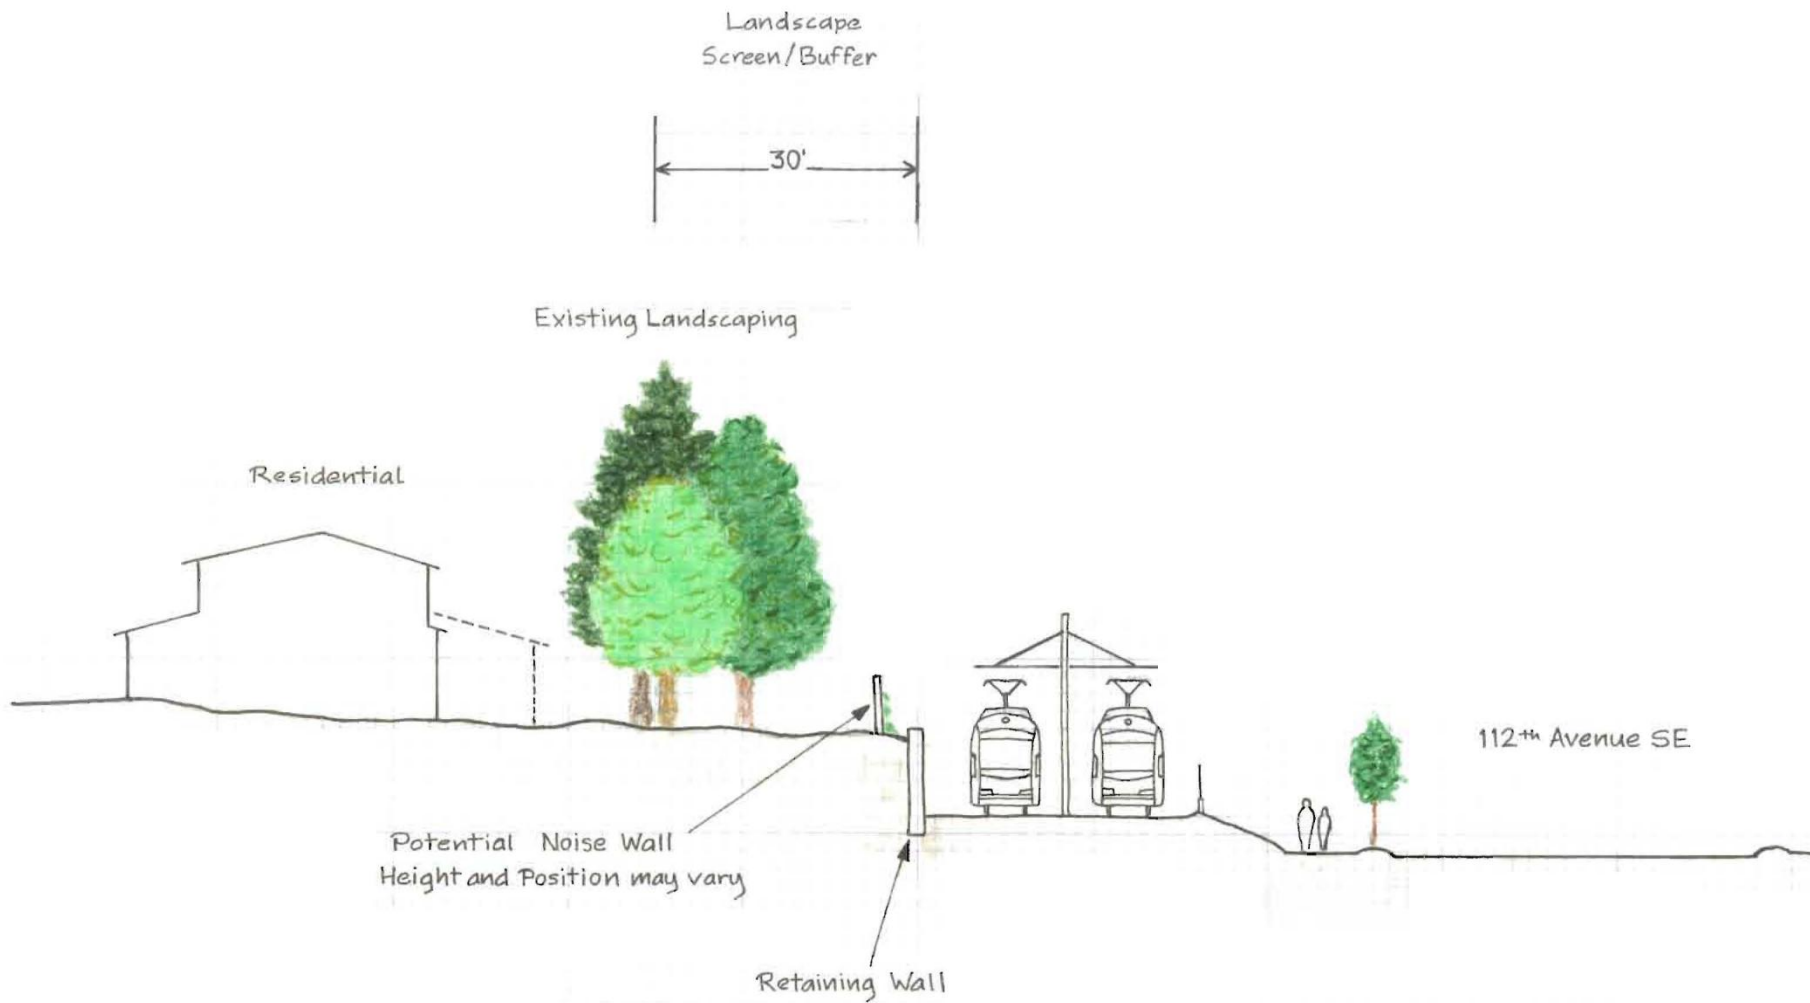 Landscape
Screen/Buffer
30'
Existing Landscaping
Residential
112th Avenue SE
Potential Noise Wall
Height and Position may vary
Retaining Wall